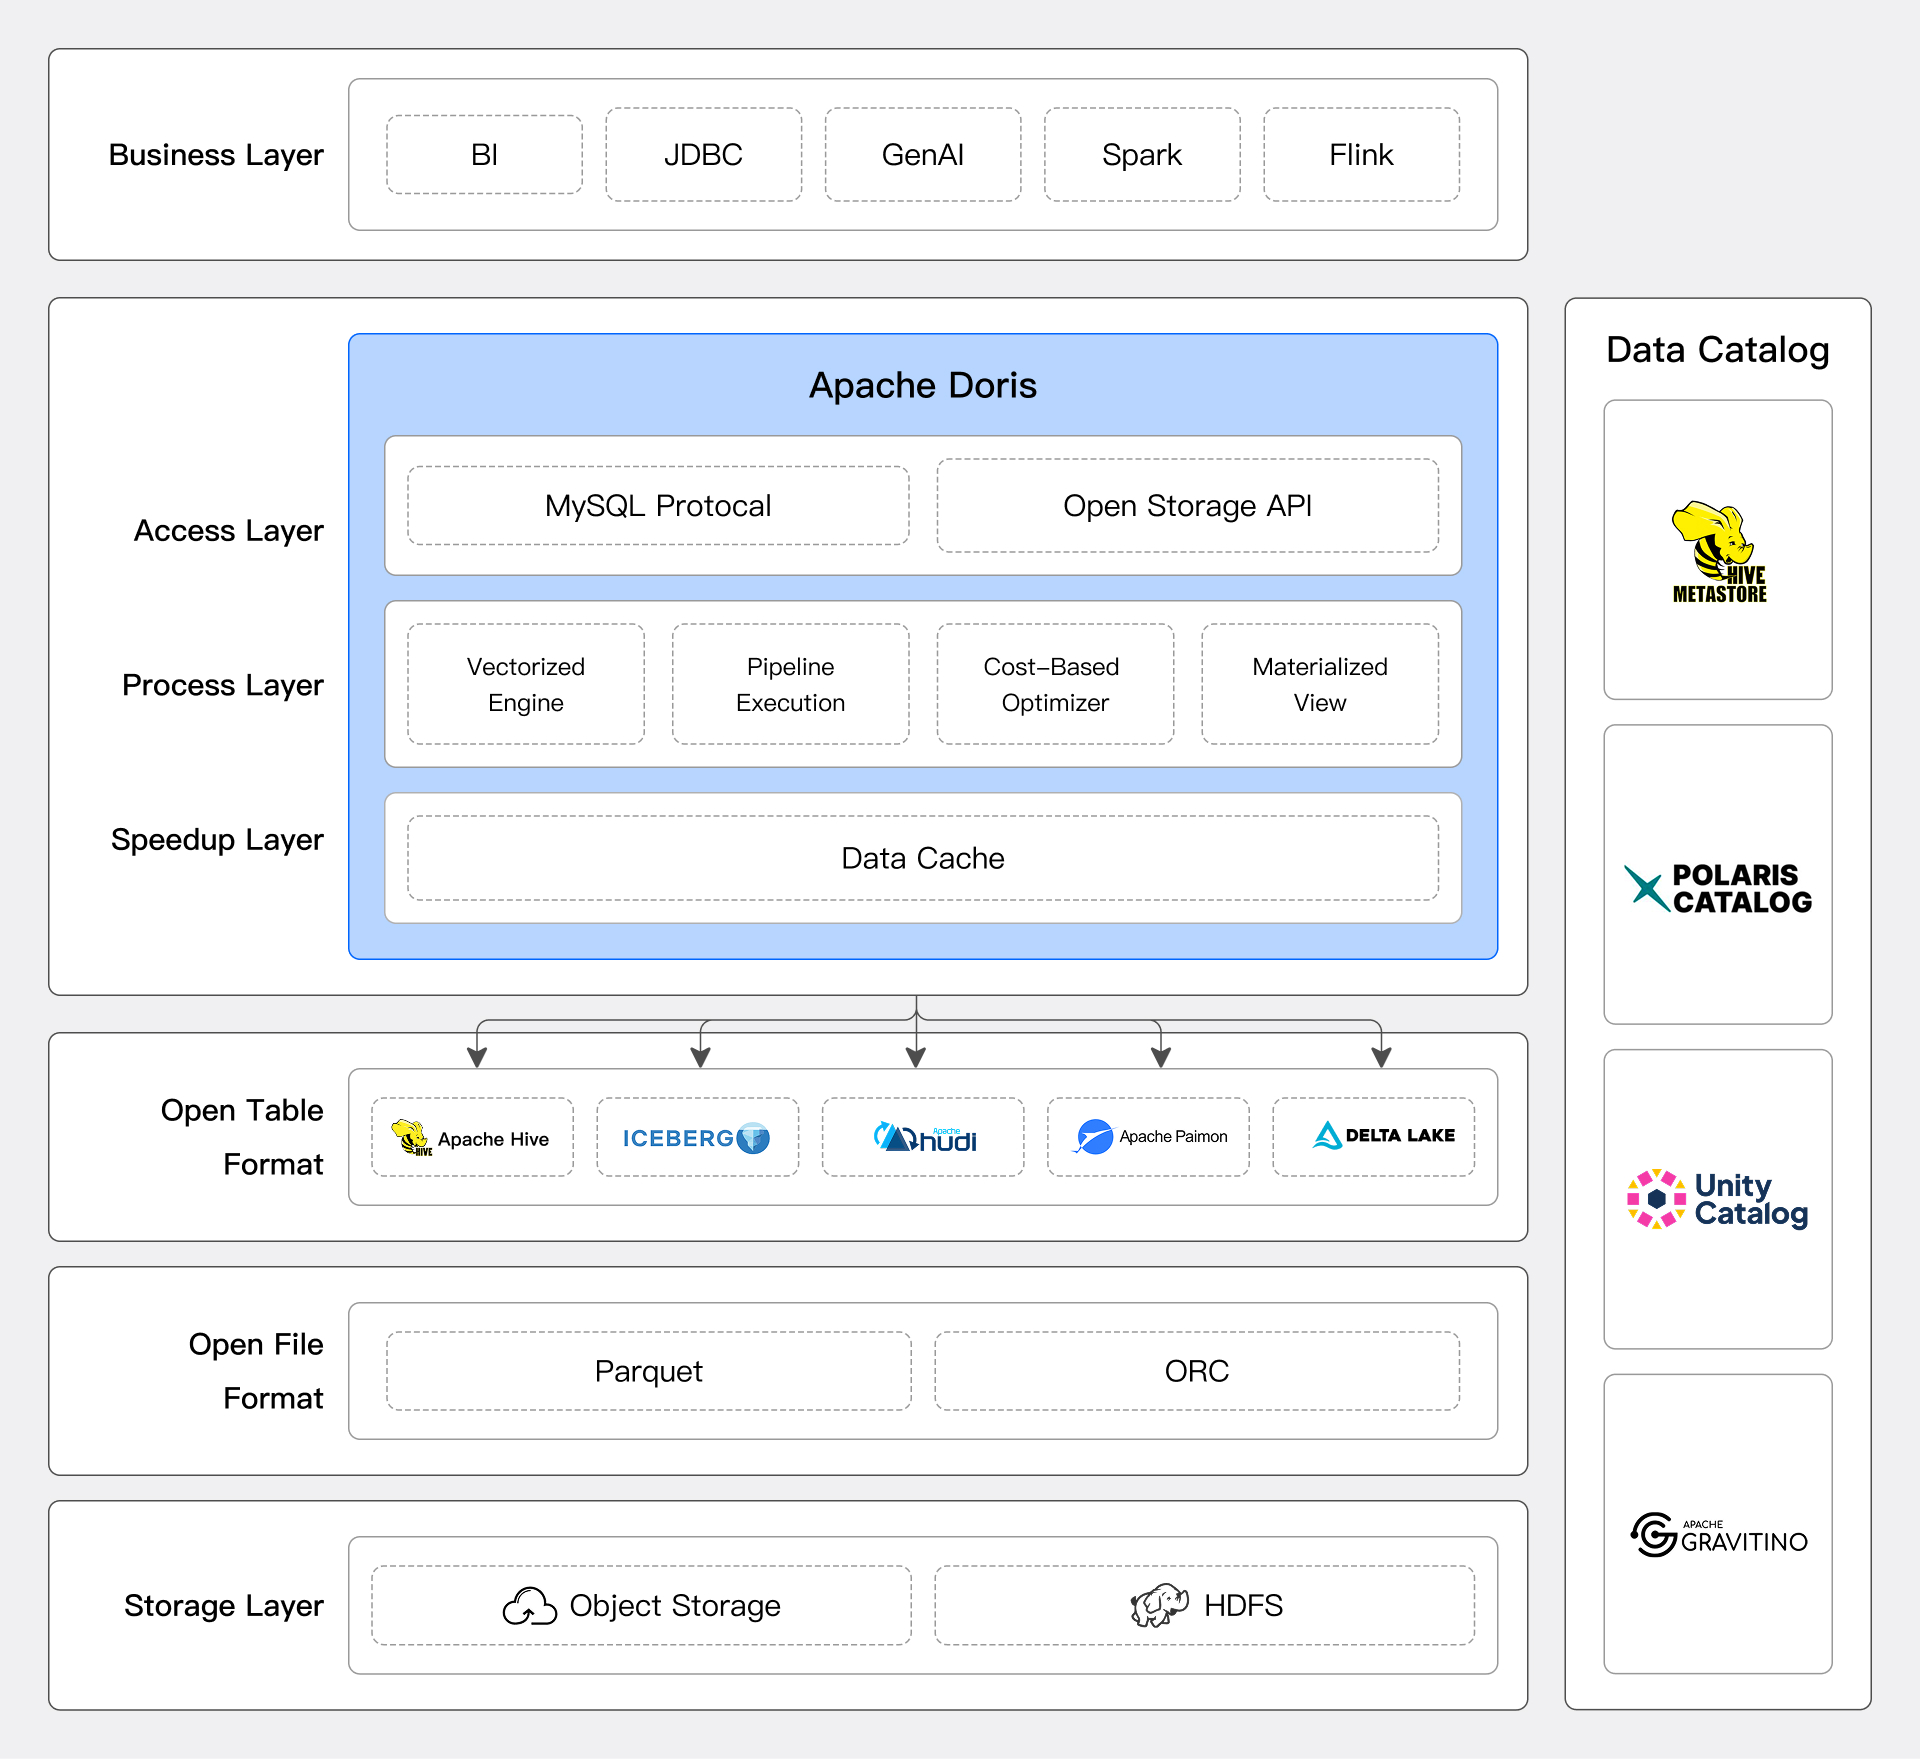 Business Layer
BI
JDBC
GenAI
Spark
Flink
Apache Doris
Access Layer
MySQL Protocal
Open Storage API
Process Layer
Vectorized
Engine
Pipeline
Execution
Cost-Based
Optimizer
Materialized
View
Speedup Layer
Data Cache
Open Table
Format
HIVE
Apache Hive
ICEBERG
Apache
hudi
Apache Paimon
DELTA LAKE
Open File
Format
Parquet
ORC
Storage Layer
Object Storage
HDFS
Data Catalog
HIVE
METASTORE
POLARIS
CATALOG
Unity
Catalog
APACHE
GRAVITINO